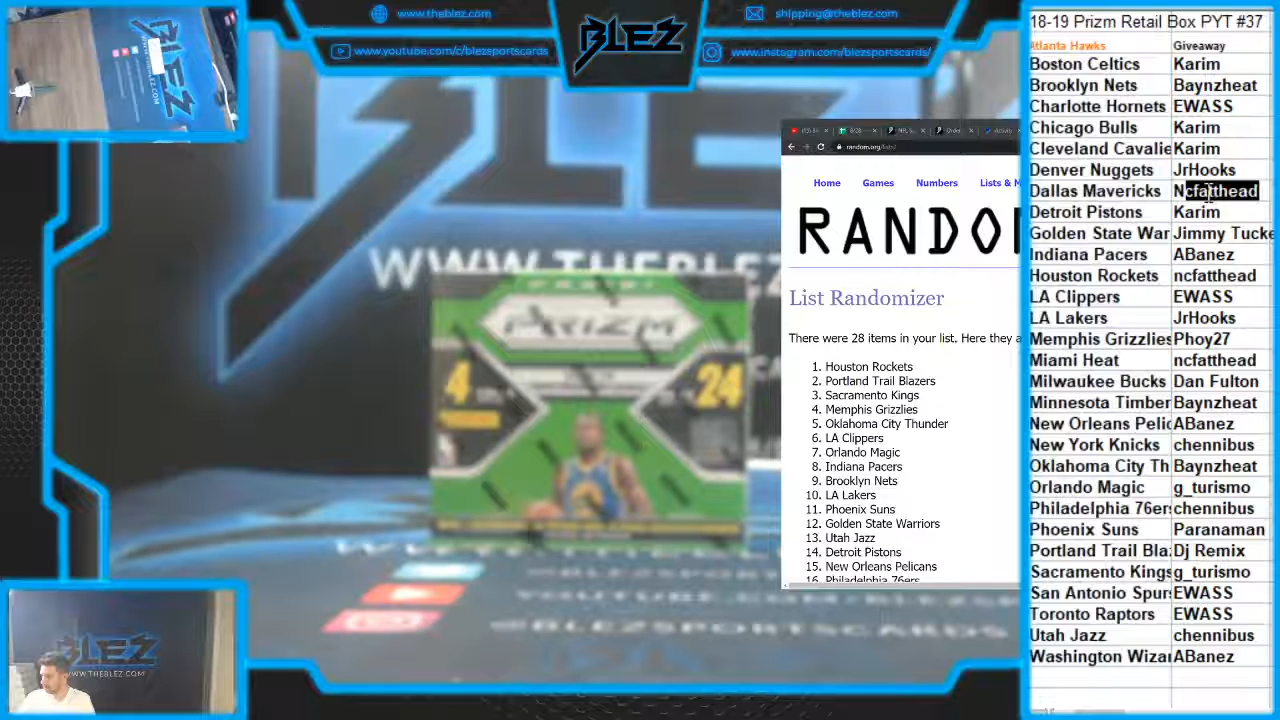 www.theblez.com
www.youtube.com/c/blezsportscards
BLEZ
shipping@theblez.com
www.instagram.com/blezsportscards/
WWW.THEBLEZ
PRIZM
4
24
random.org/lists/
Home Games Numbers Lists & M
RANDO
List Randomizer
There were 28 items in your list. Here they a
1. Houston Rockets
2. Portland Trail Blazers
3. Sacramento Kings
4. Memphis Grizzlies
5. Oklahoma City Thunder
6. LA Clippers
7. Orlando Magic
8. Indiana Pacers
9. Brooklyn Nets
10. LA Lakers
11. Phoenix Suns
12. Golden State Warriors
13. Utah Jazz
14. Detroit Pistons
15. New Orleans Pelicans
16. Philadelphia 76ers
18-19 Prizm Retail Box PYT #37
Atlanta Hawks Giveaway
Boston Celtics Karim
Brooklyn Nets Baynzheat
Charlotte Hornets EWASS
Chicago Bulls Karim
Cleveland Cavalie Karim
Denver Nuggets JrHooks
Dallas Mavericks Ncfatthead
Detroit Pistons Karim
Golden State War Jimmy Tucke
Indiana Pacers ABanez
Houston Rockets ncfatthead
LA Clippers EWASS
LA Lakers JrHooks
Memphis Grizzlies Phoy27
Miami Heat ncfatthead
Milwaukee Bucks Dan Fulton
Minnesota Timber Baynzheat
New Orleans Pelic ABanez
New York Knicks chennibus
Oklahoma City Th Baynzheat
Orlando Magic g_turismo
Philadelphia 76ers chennibus
Phoenix Suns Paranaman
Portland Trail Bla Dj Remix
Sacramento Kings g_turismo
San Antonio Spur EWASS
Toronto Raptors EWASS
Utah Jazz chennibus
Washington Wiza ABanez
BLEZ
WWW.THEBLEZ.COM